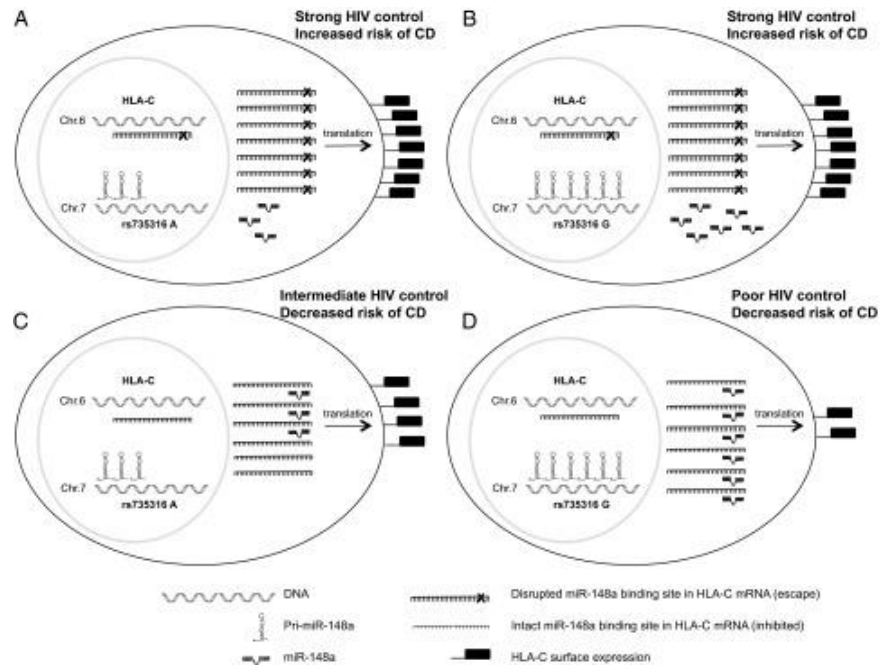 A
Strong HIV control
Increased risk of CD
HLA-C
Chr.6
translation
Chr.7
rs735316 A
B
Strong HIV control
Increased risk of CD
HLA-C
Chr.6
translation
Chr.7
rs735316 G
C
Intermediate HIV control
Decreased risk of CD
HLA-C
Chr.6
translation
Chr.7
rs735316 A
D
Poor HIV control
Decreased risk of CD
HLA-C
Chr.6
translation
Chr.7
rs735316 G
DNA
Disrupted miR-148a binding site in HLA-C mRNA (escape)
Pri-miR-148a
Intact miR-148a binding site in HLA-C mRNA (inhibited)
miR-148a
HLA-C surface expression